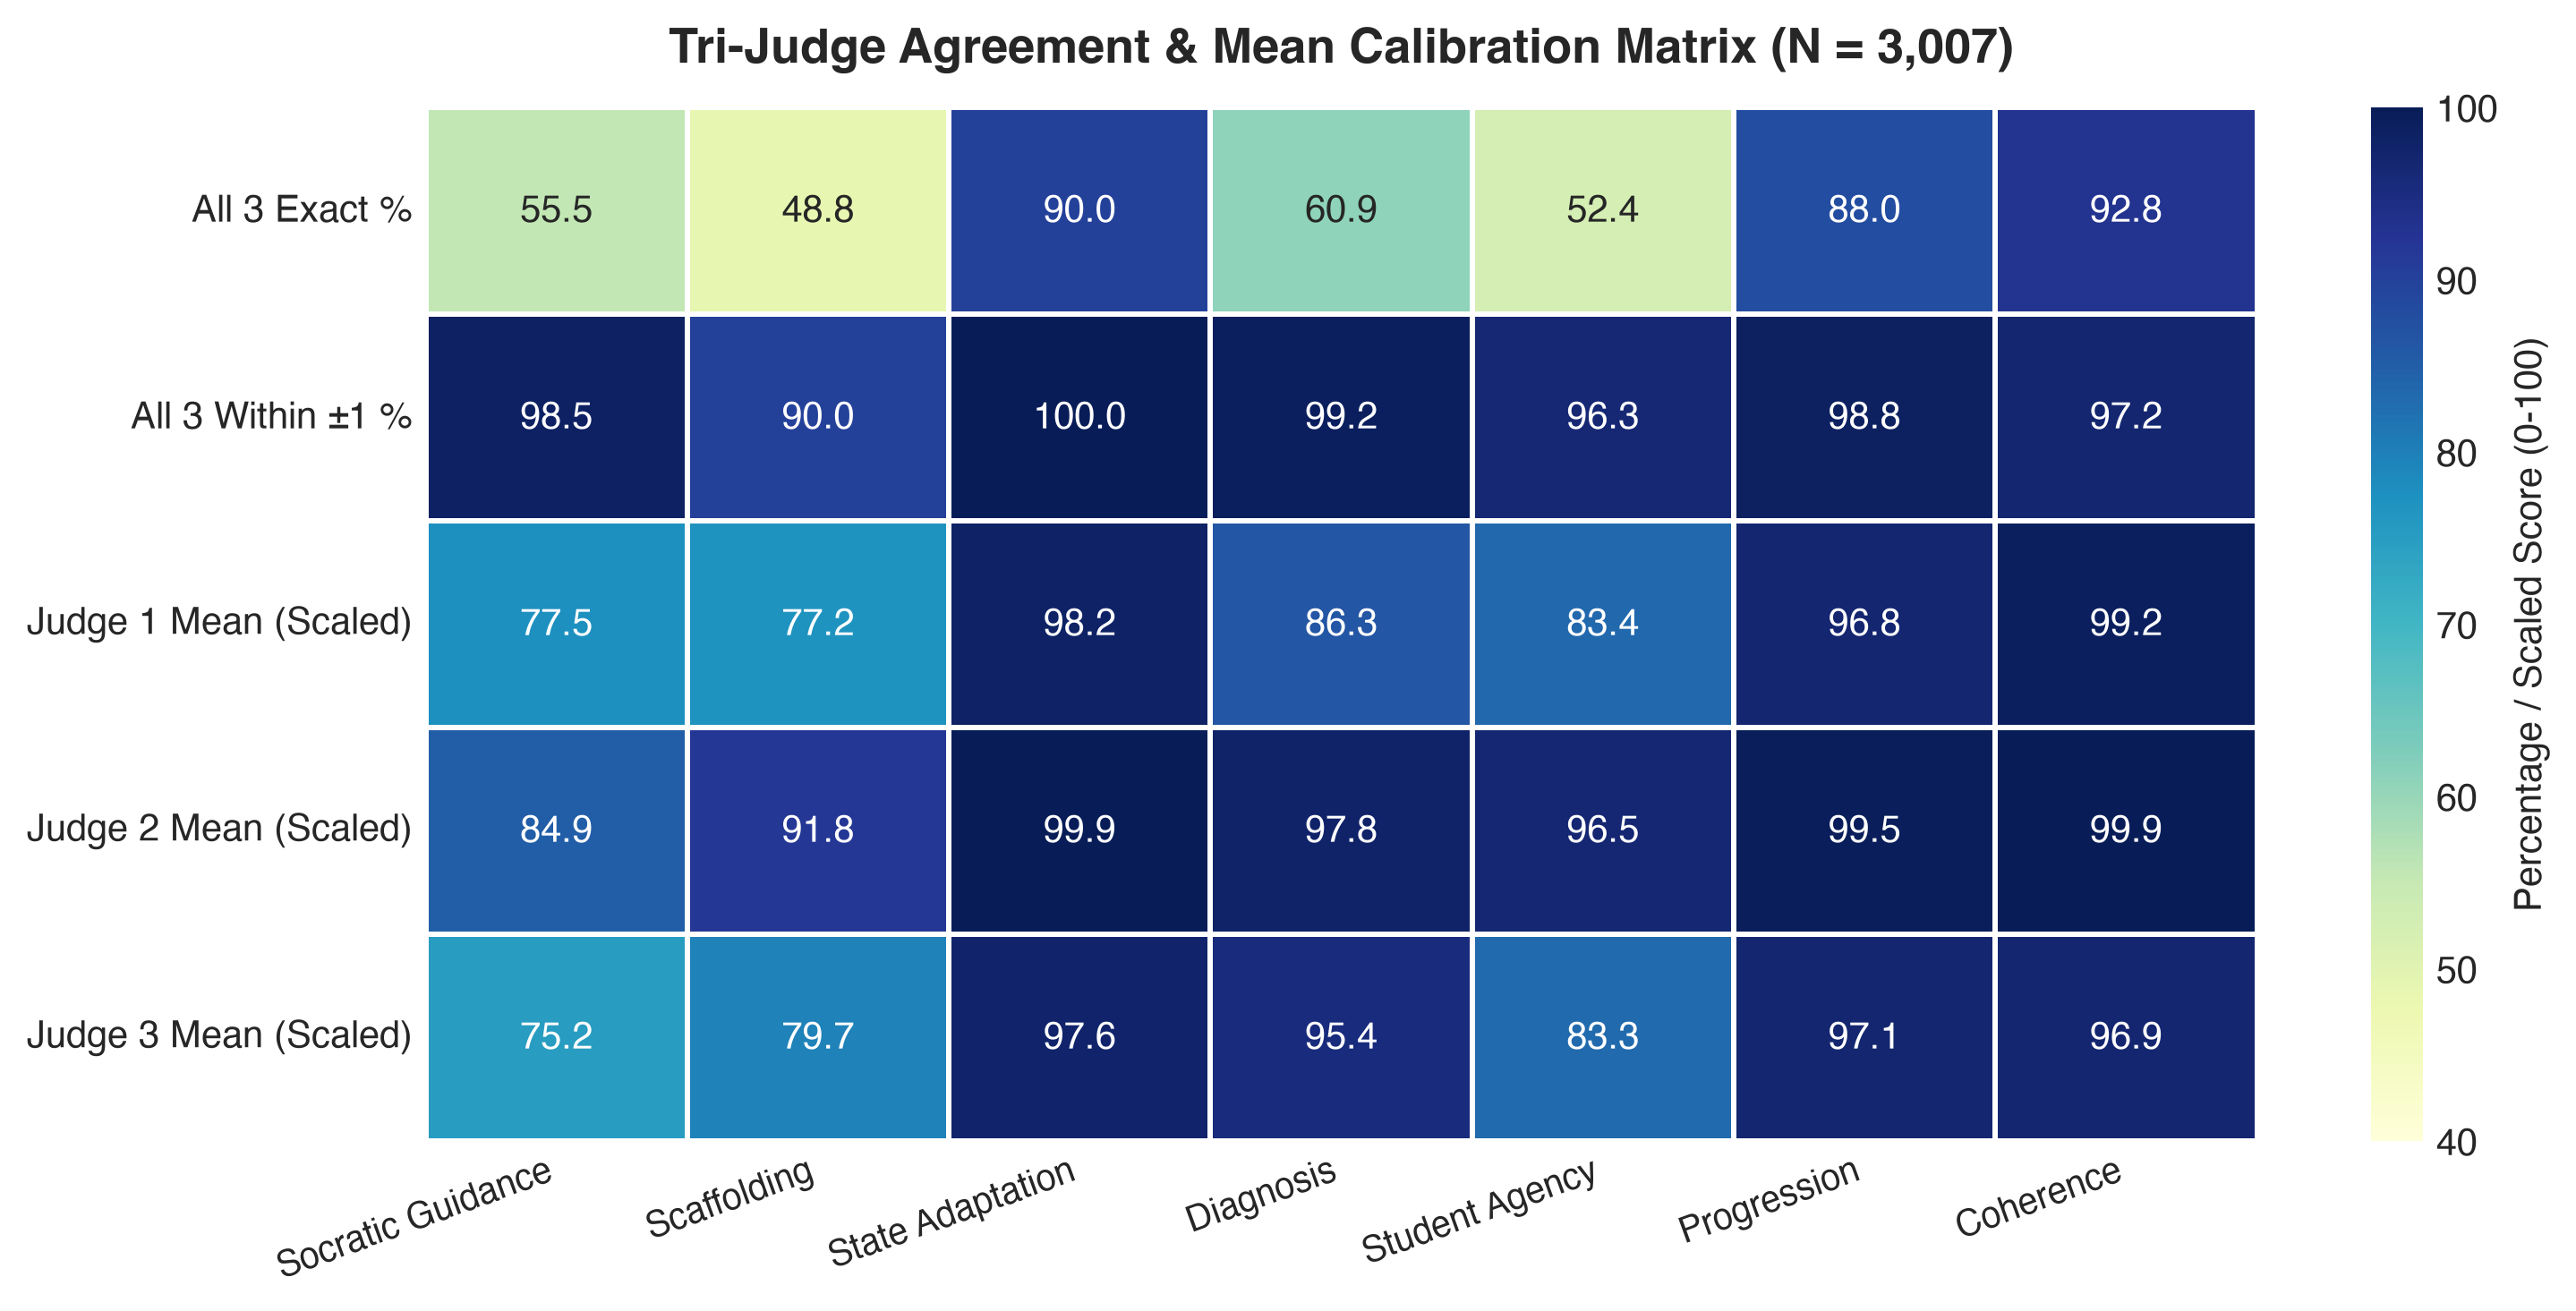 Tri-Judge Agreement & Mean Calibration Matrix (N = 3,007)
All 3 Exact % 55.5 48.8 90.0 60.9 52.4 88.0 92.8
All 3 Within ±1 % 98.5 90.0 100.0 99.2 96.3 98.8 97.2
Judge 1 Mean (Scaled) 77.5 77.2 98.2 86.3 83.4 96.8 99.2
Judge 2 Mean (Scaled) 84.9 91.8 99.9 97.8 96.5 99.5 99.9
Judge 3 Mean (Scaled) 75.2 79.7 97.6 95.4 83.3 97.1 96.9
Socratic Guidance
Scaffolding
State Adaptation
Diagnosis
Student Agency
Progression
Coherence
100
90
80
70
60
50
40
Percentage / Scaled Score (0-100)